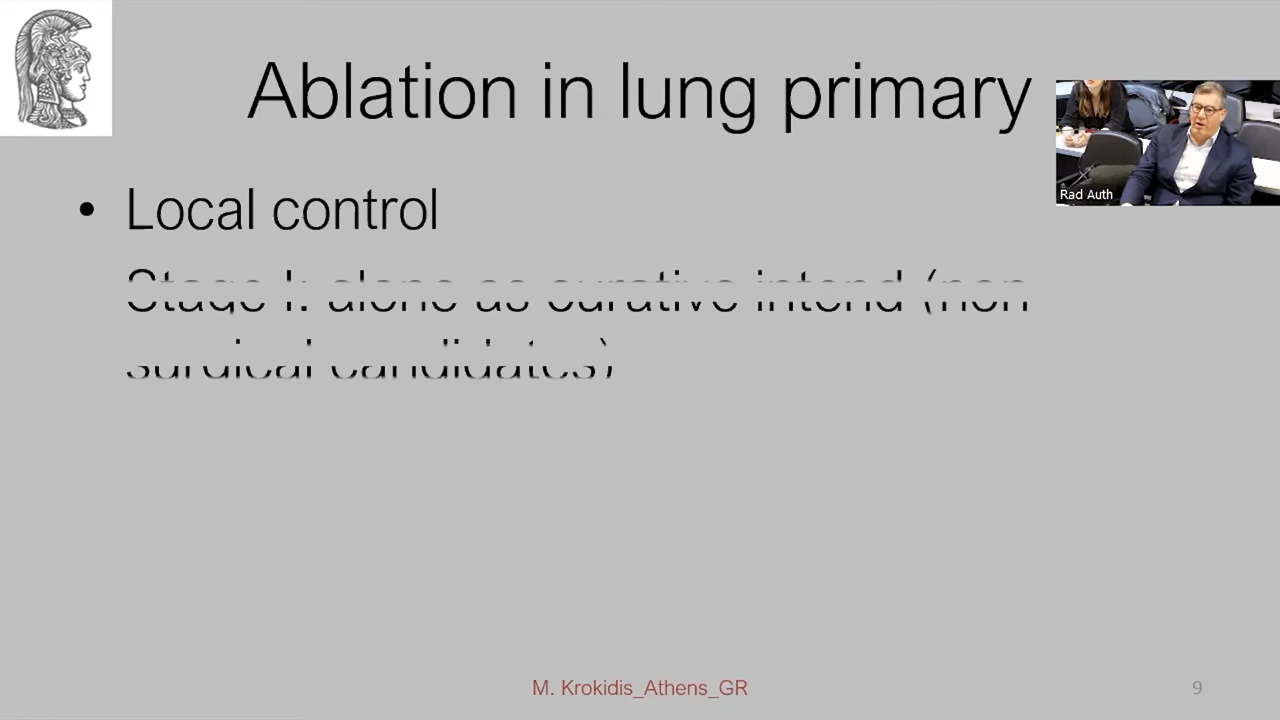 Ablation in lung primary
Rad Auth
• Local control
Stage I: alone as curative intend (non
surgical candidates)
M. Krokidis_Athens_GR
9